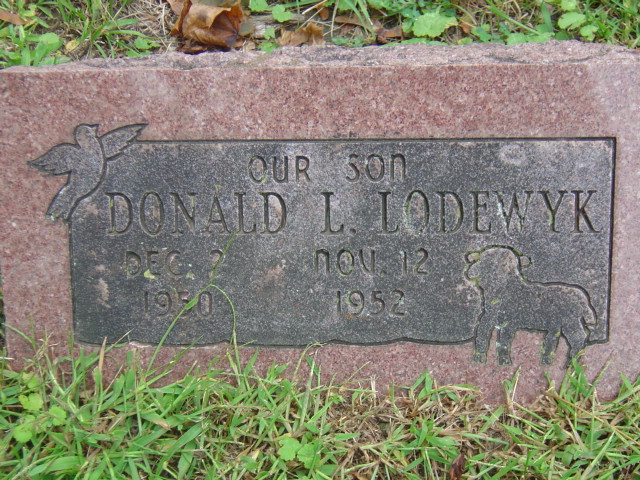 OUR SON
DONALD L. LODEWYK
DEC. 2 NOV. 12
1950 1952